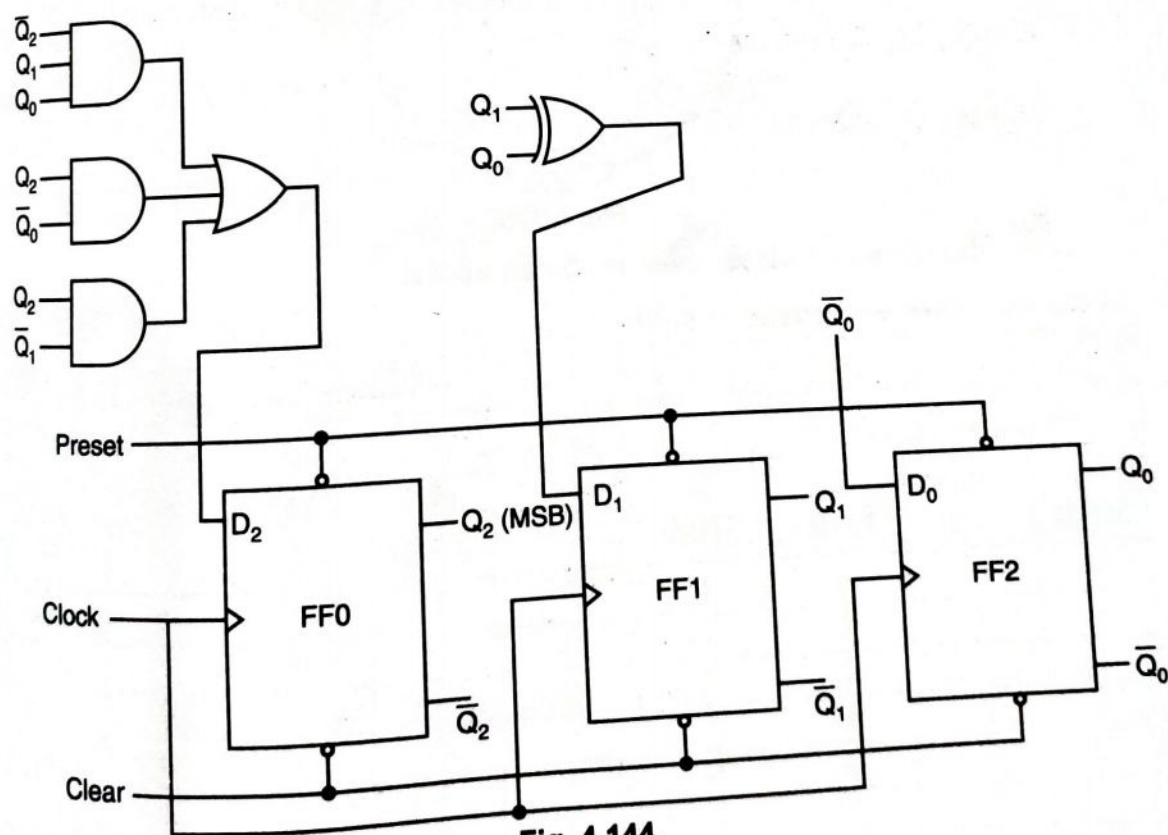 Q̅₂
Q₁
Q₀
Q₂
Q̅₀
Q₂
Q̅₁
Q₁
Q₀
Q̅₀
Preset
D₂
Q₂ (MSB)
D₁
Q₁
D₀
Q₀
Clock
FF0
FF1
FF2
Q̅₂
Q̅₁
Q̅₀
Clear
Fig. 4.144